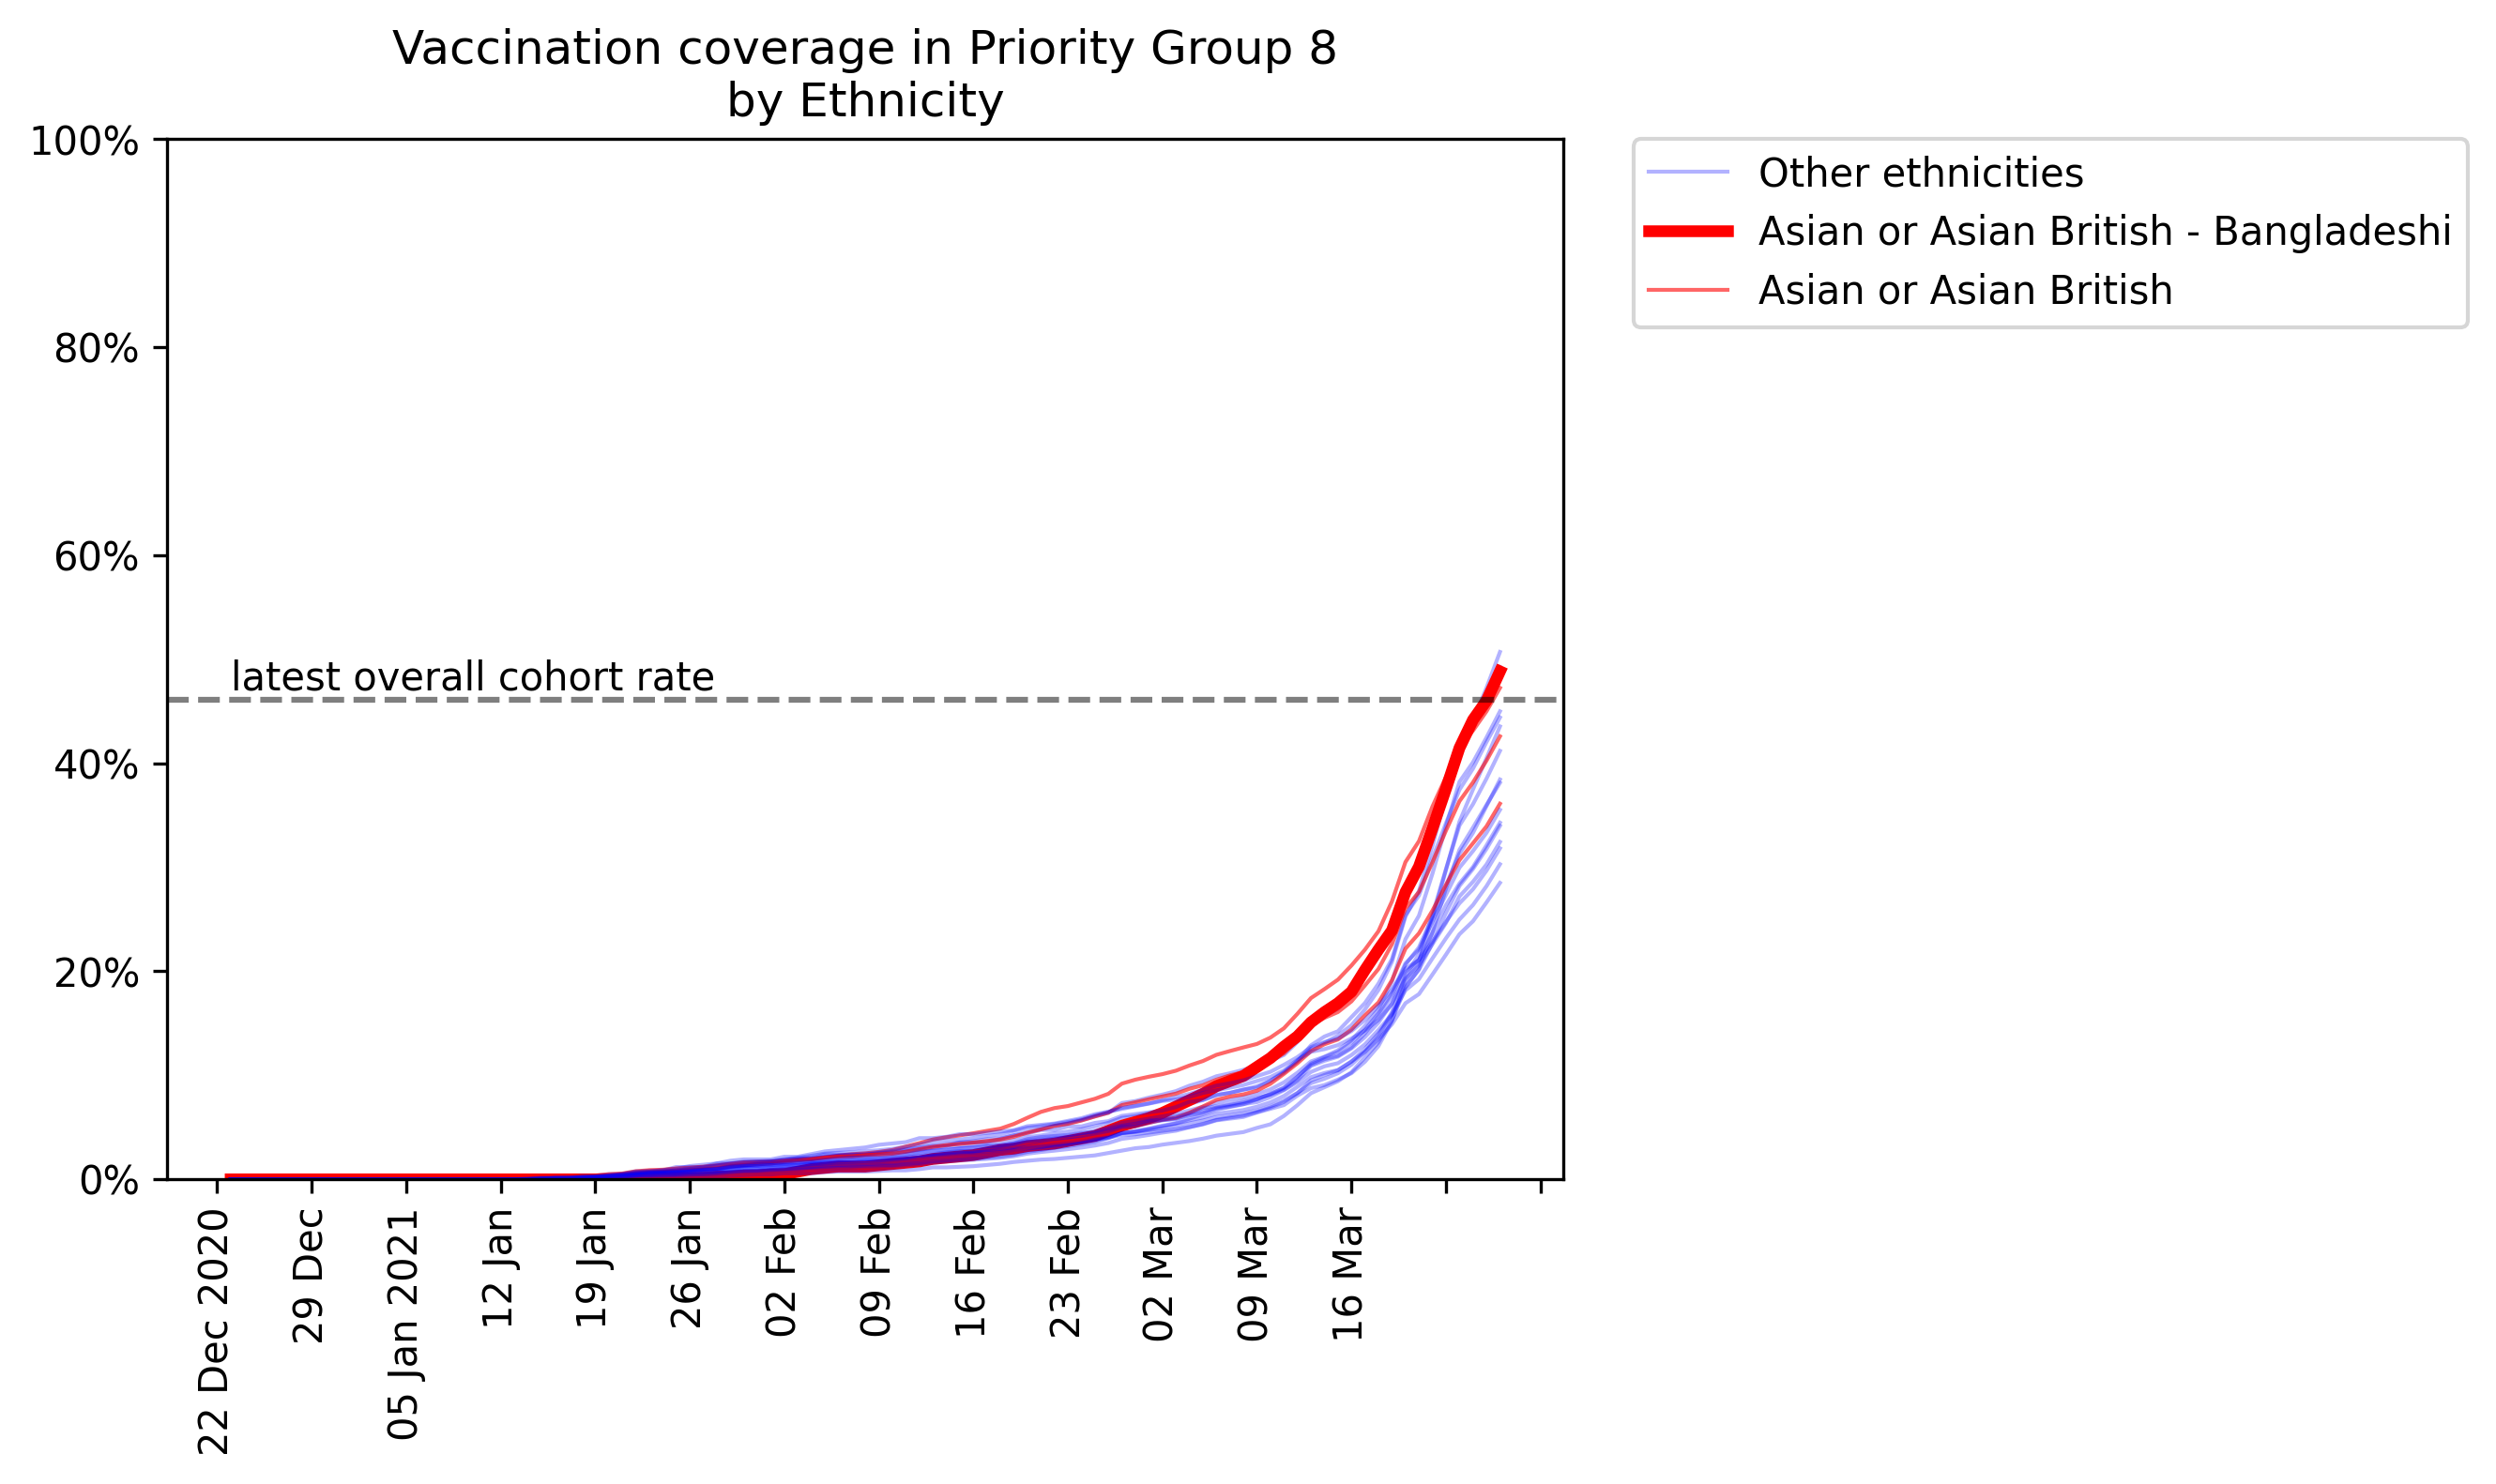 Vaccination coverage in Priority Group 8
by Ethnicity
100%
80%
60%
40%
20%
0%
latest overall cohort rate
Other ethnicities
Asian or Asian British - Bangladeshi
Asian or Asian British
22 Dec 2020
29 Dec
05 Jan 2021
12 Jan
19 Jan
26 Jan
02 Feb
09 Feb
16 Feb
23 Feb
02 Mar
09 Mar
16 Mar